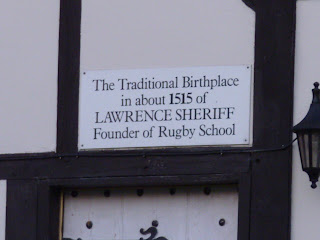 The Traditional Birthplace
in about 1515 of
LAWRENCE SHERIFF
Founder of Rugby School